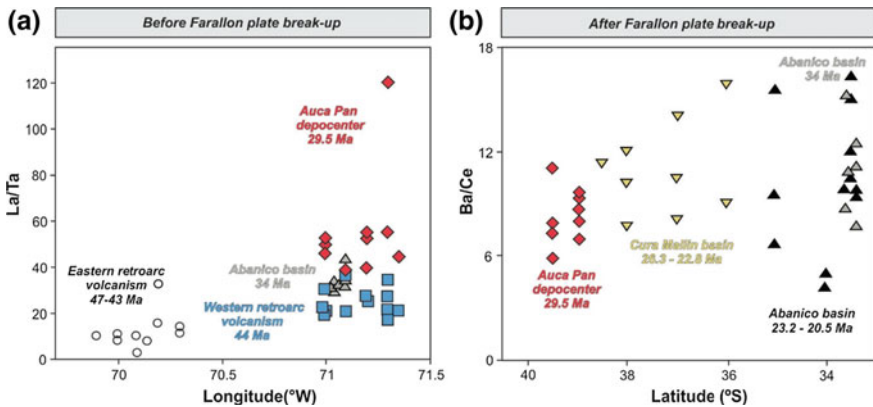 (a)
Before Farallon plate break-up
La/Ta
120
100
80
60
40
20
0
Auca Pan
depocenter
29.5 Ma
Eastern retroarc
volcanism
47-43 Ma
Abanico basin
34 Ma
Western retroarc
volcanism
44 Ma
70
70.5
71
71.5
Longitude(°W)
(b)
After Farallon plate break-up
Ba/Ce
18
12
6
0
Abanico basin
34 Ma
Cura Mallín basin
26.3 - 22.8 Ma
Auca Pan
depocenter
29.5 Ma
Abanico basin
23.2 - 20.5 Ma
40
38
36
34
Latitude (ºS)